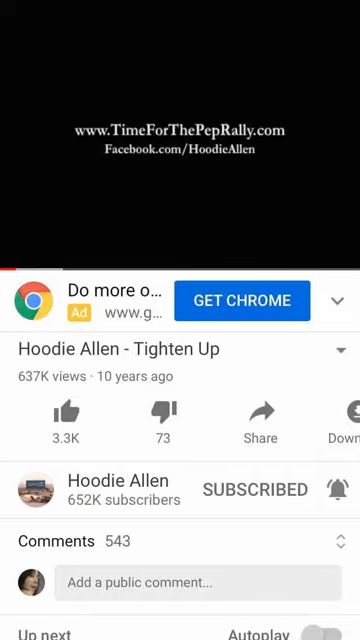 www.TimeForThePepRally.com
Facebook.com/HoodieAllen
Do more o...
GET CHROME
Ad www.g...
Hoodie Allen - Tighten Up
637K views · 10 years ago
3.3K 73 Share Down
Hoodie Allen
652K subscribers
SUBSCRIBED
Comments 543
Add a public comment...
Up next Autoplay